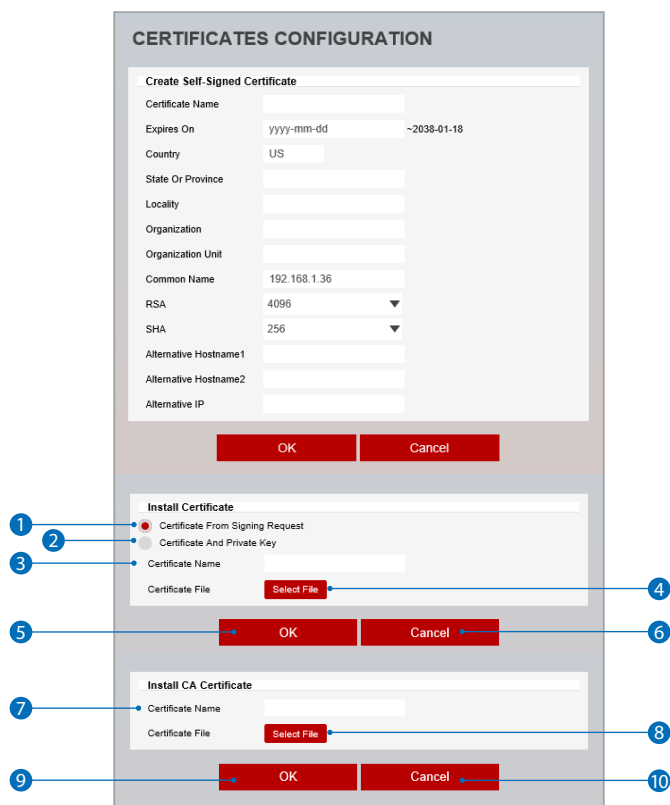 CERTIFICATES CONFIGURATION
Create Self-Signed Certificate
Certificate Name
Expires On yyyy-mm-dd ~2038-01-18
Country US
State Or Province
Locality
Organization
Organization Unit
Common Name 192.168.1.36
RSA 4096
SHA 256
Alternative Hostname1
Alternative Hostname2
Alternative IP
OK Cancel
Install Certificate
1 Certificate From Signing Request
2 Certificate And Private Key
3 Certificate Name
Certificate File Select File 4
5 OK Cancel 6
Install CA Certificate
7 Certificate Name
Certificate File Select File 8
9 OK Cancel 10